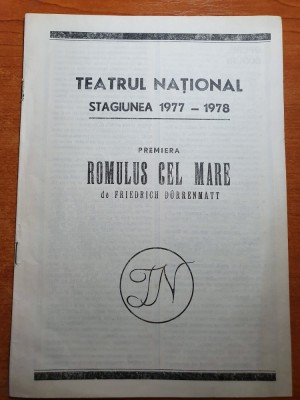 TEATRUL NAȚIONAL
STAGIUNEA 1977 – 1978
PREMIERA
ROMULUS CEL MARE
de FRIEDRICH DÜRRENMATT
TN